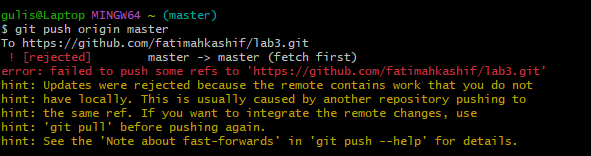 gulis@Laptop MINGW64 ~ (master)
$ git push origin master
To https://github.com/fatimahkashif/lab3.git
 ! [rejected]        master -> master (fetch first)
error: failed to push some refs to 'https://github.com/fatimahkashif/lab3.git'
hint: Updates were rejected because the remote contains work that you do not
hint: have locally. This is usually caused by another repository pushing to
hint: the same ref. If you want to integrate the remote changes, use
hint: 'git pull' before pushing again.
hint: See the 'Note about fast-forwards' in 'git push --help' for details.